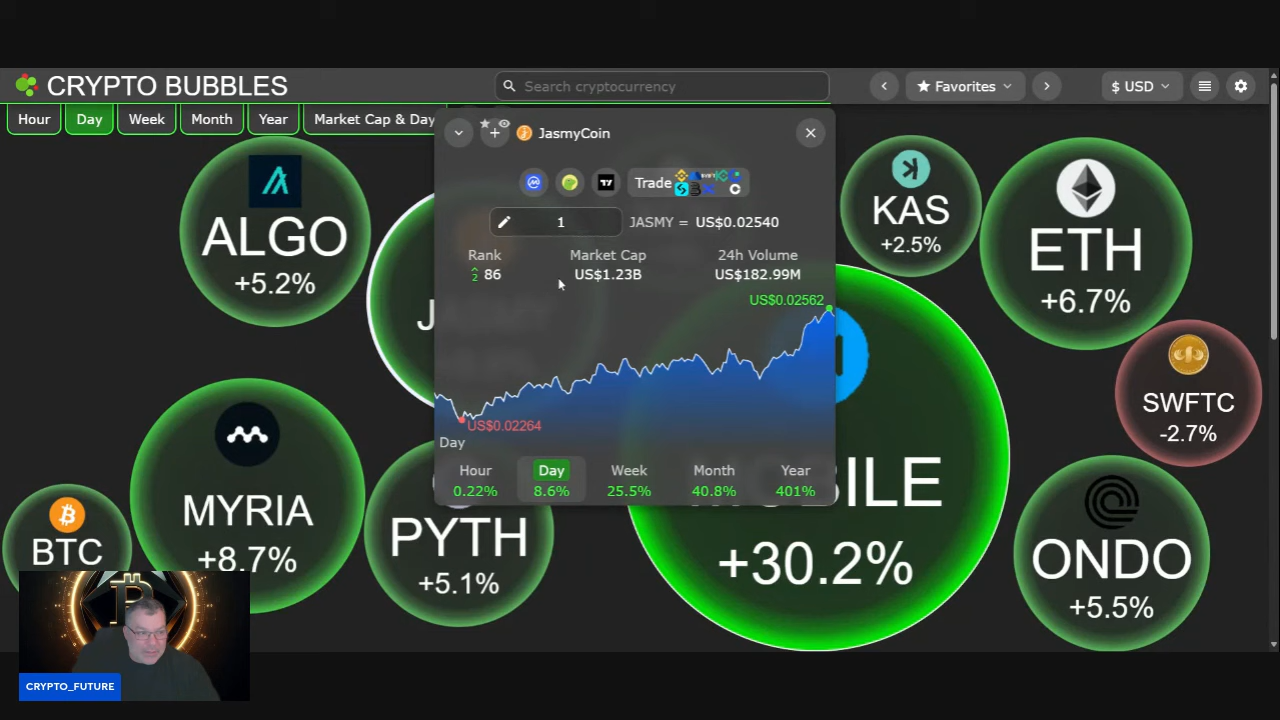 CRYPTO BUBBLES
Search cryptocurrency
Favorites
$ USD
Hour
Day
Week
Month
Year
Market Cap & Day
JasmyCoin
Trade
1
JASMY = US$0.02540
Rank
Market Cap
24h Volume
2
86
US$1.23B
US$182.99M
US$0.02562
US$0.02264
Day
Hour
Day
Week
Month
Year
0.22%
8.6%
25.5%
40.8%
401%
ALGO
+5.2%
KAS
+2.5%
ETH
+6.7%
SWFTC
-2.7%
MYRIA
+8.7%
PYTH
+5.1%
MOBILE
+30.2%
ONDO
+5.5%
BTC
CRYPTO_FUTURE